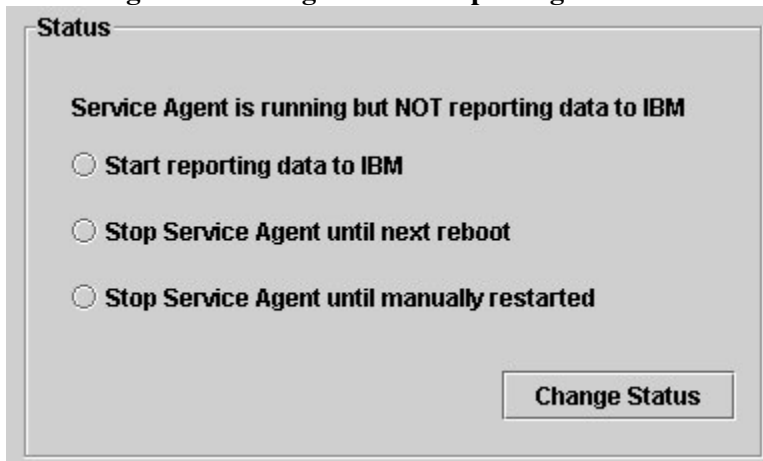 Status
Service Agent is running but NOT reporting data to IBM
Start reporting data to IBM
Stop Service Agent until next reboot
Stop Service Agent until manually restarted
Change Status